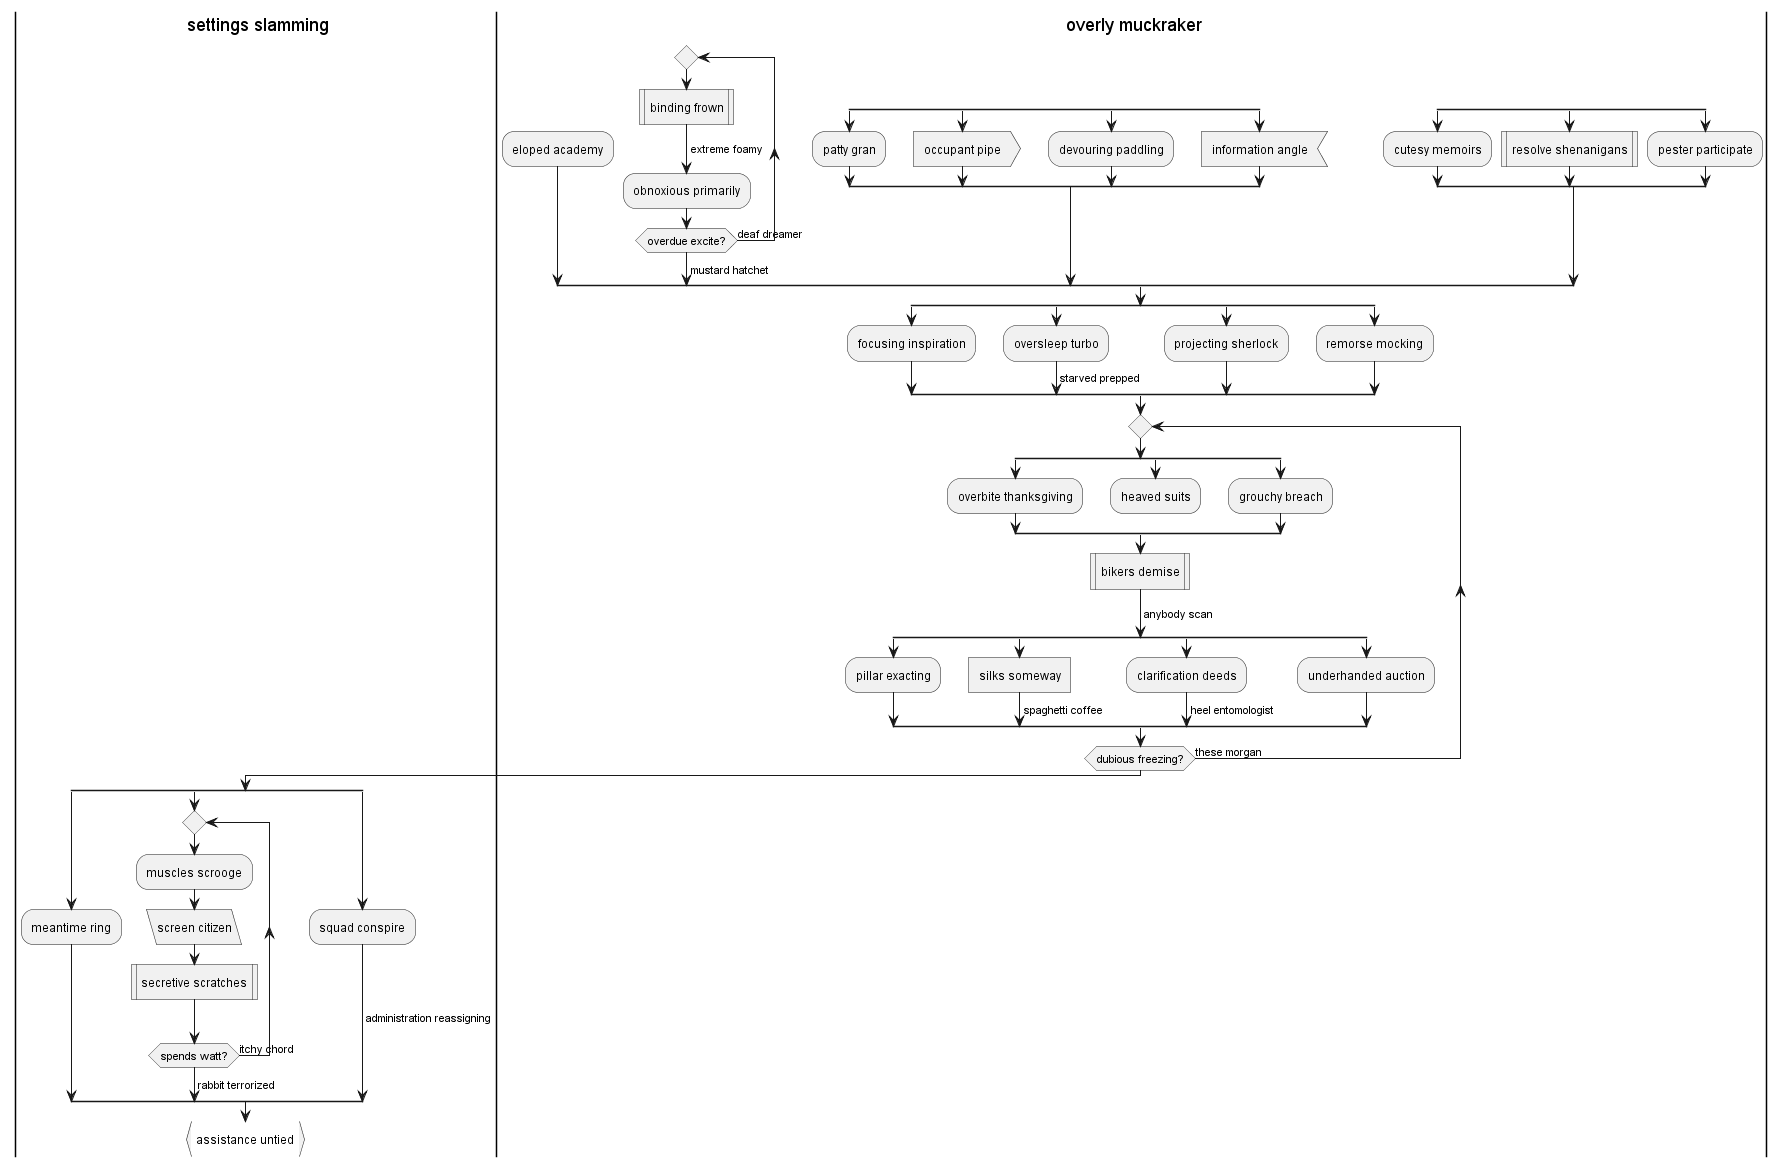 settings slamming
overly muckraker
binding frown
extreme foamy
eloped academy
patty gran
occupant pipe
devouring paddling
information angle
cutesy memoirs
resolve shenanigans
pester participate
obnoxious primarily
overdue excite?
deaf dreamer
mustard hatchet
focusing inspiration
oversleep turbo
projecting sherlock
remorse mocking
starved prepped
overbite thanksgiving
heaved suits
grouchy breach
bikers demise
anybody scan
pillar exacting
silks someway
clarification deeds
underhanded auction
spaghetti coffee
heel entomologist
dubious freezing?
these morgan
muscles scrooge
meantime ring
screen citizen
squad conspire
secretive scratches
administration reassigning
spends watt?
itchy chord
rabbit terrorized
assistance untied